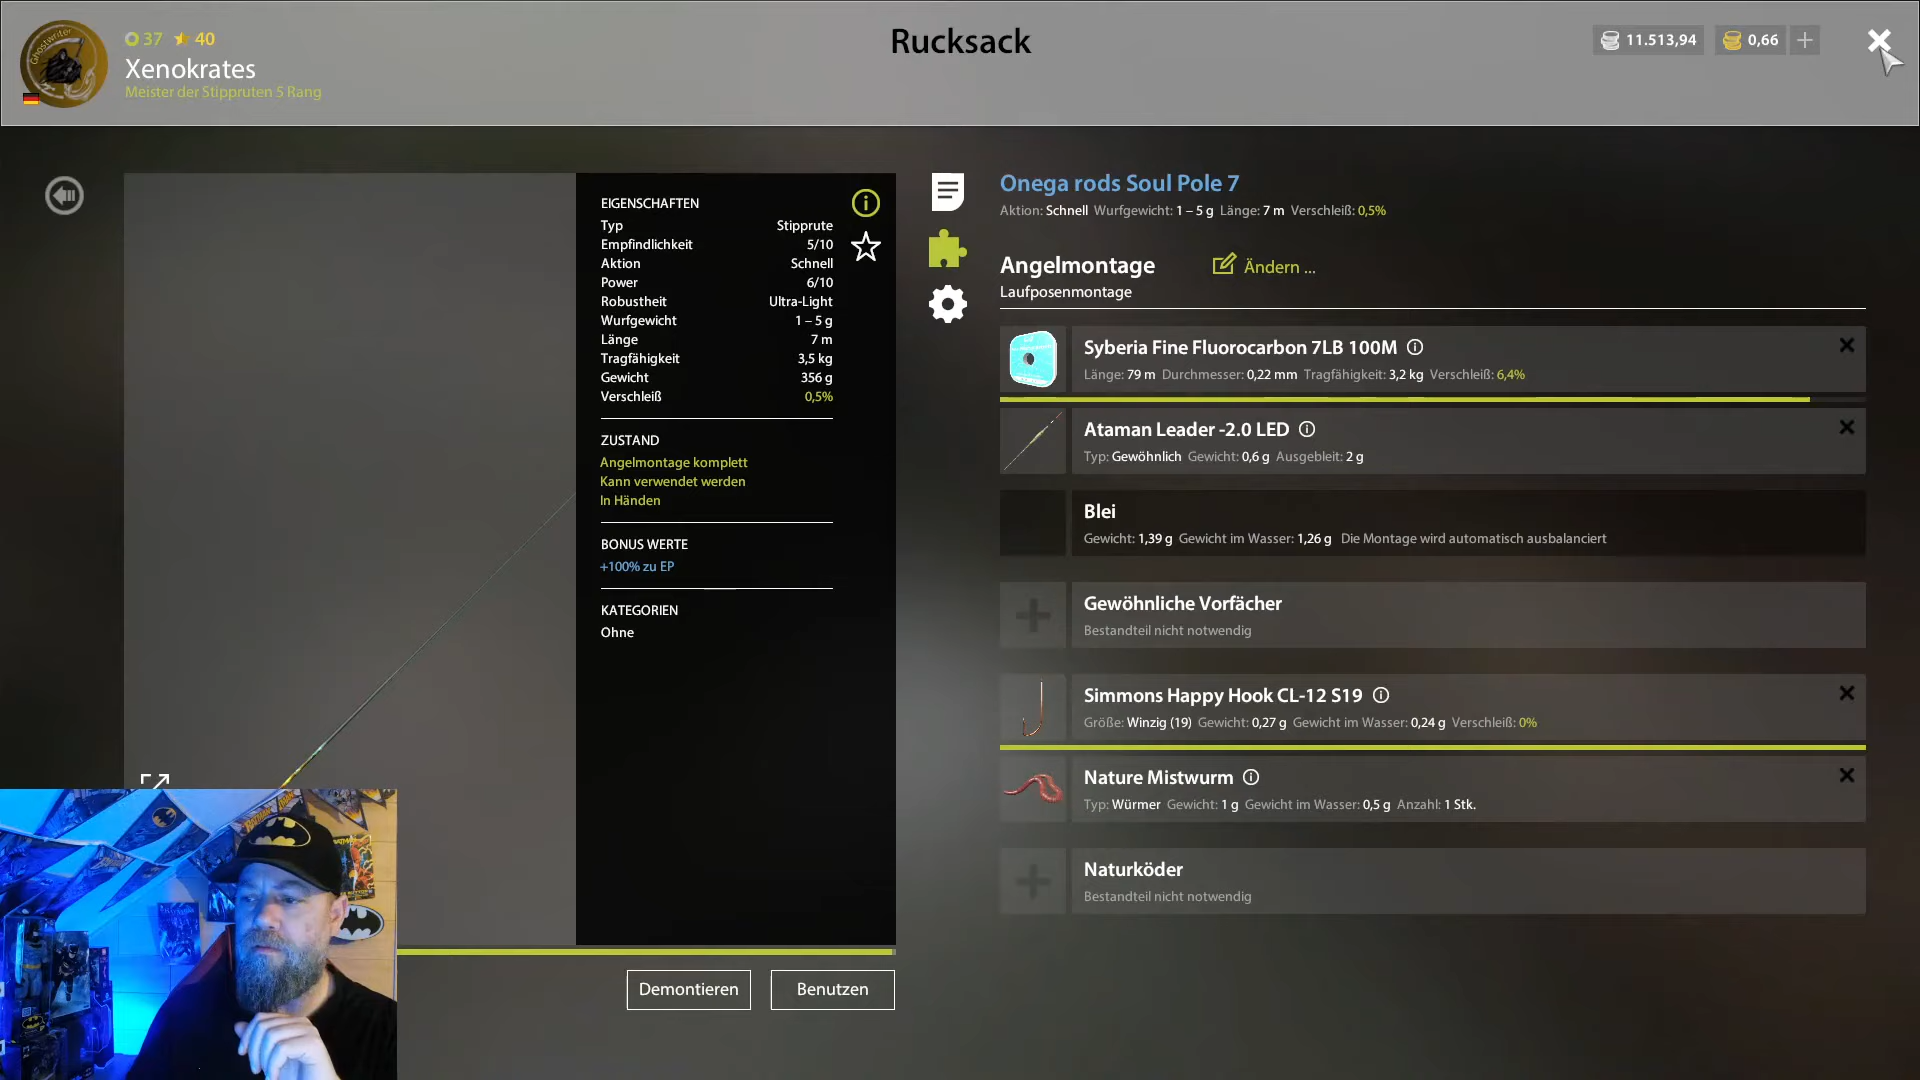 Rucksack
Ghostwriter
37 40
Xenokrates
Meister der Stippruten 5 Rang
11.513,94 0,66
EIGENSCHAFTEN
Typ Stipprute
Empfindlichkeit 5/10
Aktion Schnell
Power 6/10
Robustheit Ultra-Light
Wurfgewicht 1 – 5 g
Länge 7 m
Tragfähigkeit 3,5 kg
Gewicht 356 g
Verschleiß 0,5%
ZUSTAND
Angelmontage komplett
Kann verwendet werden
In Händen
BONUS WERTE
+100% zu EP
KATEGORIEN
Ohne
Demontieren Benutzen
Onega rods Soul Pole 7
Aktion: Schnell Wurfgewicht: 1 – 5 g Länge: 7 m Verschleiß: 0,5%
Angelmontage Ändern ...
Laufposenmontage
Syberia Fine Fluorocarbon 7LB 100M
Länge: 79 m Durchmesser: 0,22 mm Tragfähigkeit: 3,2 kg Verschleiß: 6,4%
Ataman Leader -2.0 LED
Typ: Gewöhnlich Gewicht: 0,6 g Ausgebleit: 2 g
Blei
Gewicht: 1,39 g Gewicht im Wasser: 1,26 g Die Montage wird automatisch ausbalanciert
Gewöhnliche Vorfächer
Bestandteil nicht notwendig
Simmons Happy Hook CL-12 S19
Größe: Winzig (19) Gewicht: 0,27 g Gewicht im Wasser: 0,24 g Verschleiß: 0%
Nature Mistwurm
Typ: Würmer Gewicht: 1 g Gewicht im Wasser: 0,5 g Anzahl: 1 Stk.
Naturköder
Bestandteil nicht notwendig